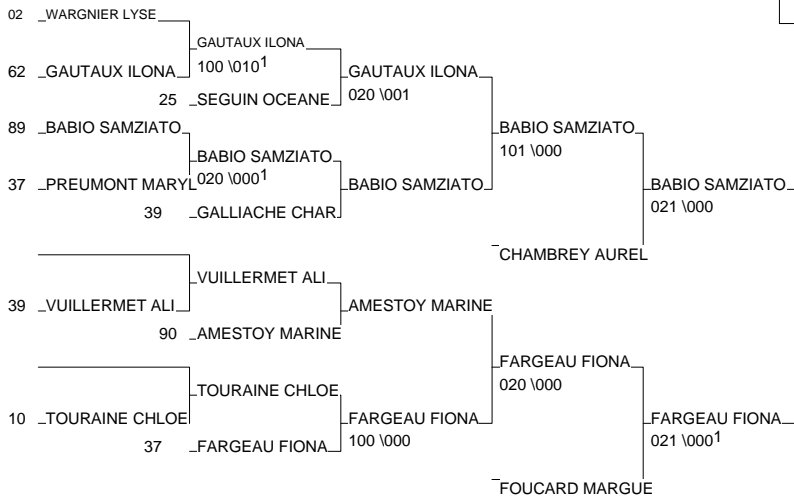 02 WARGNIER LYSE
GAUTAUX ILONA
100 \010 1
62 GAUTAUX ILONA
GAUTAUX ILONA
020 \001
25 SEGUIN OCEANE
89 BABIO SAMZIATO
BABIO SAMZIATO
101 \000
BABIO SAMZIATO
020 \000 1
37 PREUMONT MARYL
BABIO SAMZIATO
BABIO SAMZIATO
021 \000
39 GALLIACHE CHAR
CHAMBREY AUREL
VUILLERMET ALI
39 VUILLERMET ALI
AMESTOY MARINE
90 AMESTOY MARINE
FARGEAU FIONA
020 \000
TOURAINE CHLOE
10 TOURAINE CHLOE
FARGEAU FIONA
100 \000
FARGEAU FIONA
021 \000 1
37 FARGEAU FIONA
FOUCARD MARGUE